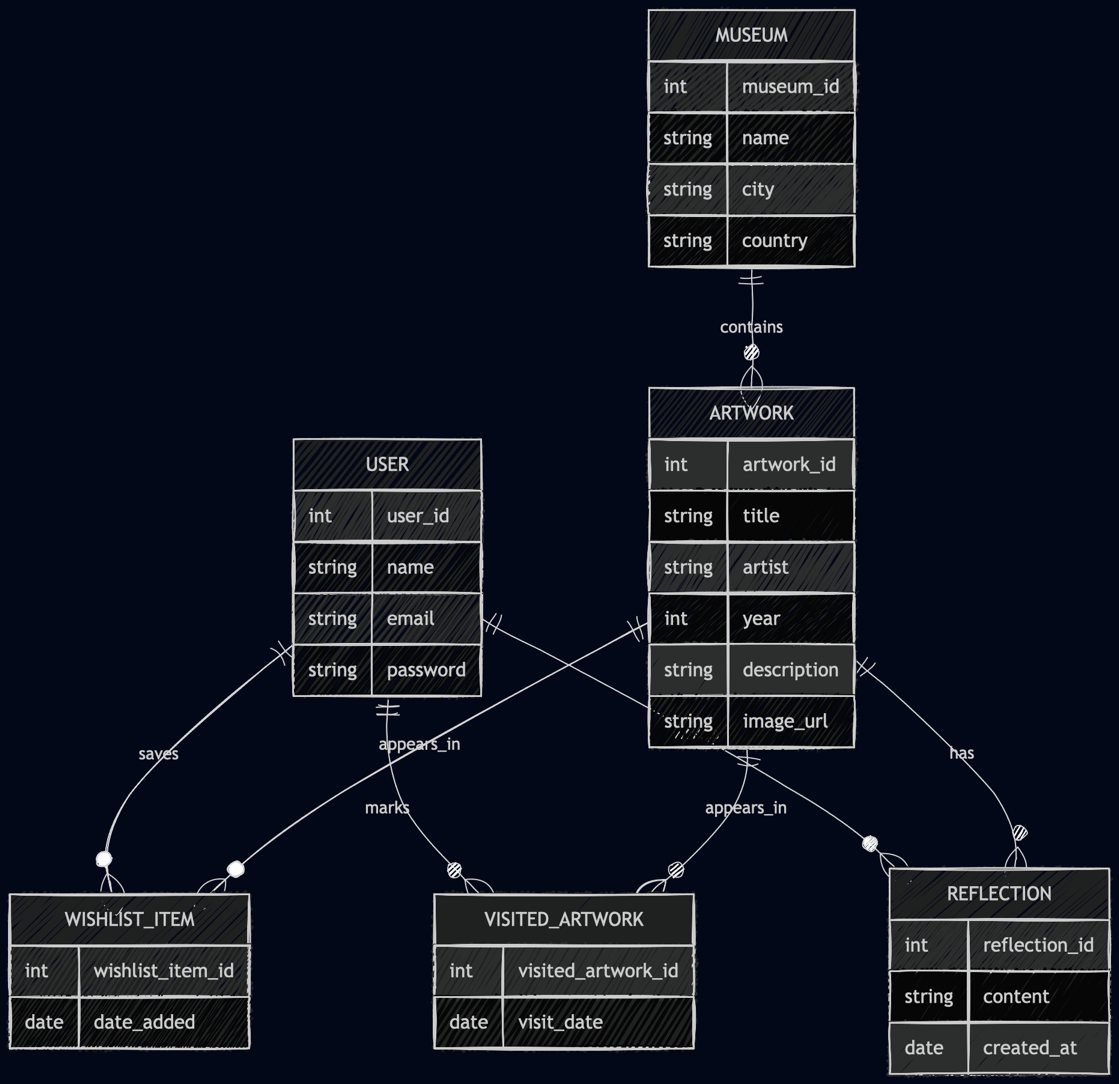 MUSEUM
int museum_id
string name
string city
string country
contains
ARTWORK
int artwork_id
string title
string artist
int year
string description
string image_url
USER
int user_id
string name
string email
string password
saves
appears_in
marks
appears_in
has
WISHLIST_ITEM
int wishlist_item_id
date date_added
VISITED_ARTWORK
int visited_artwork_id
date visit_date
REFLECTION
int reflection_id
string content
date created_at